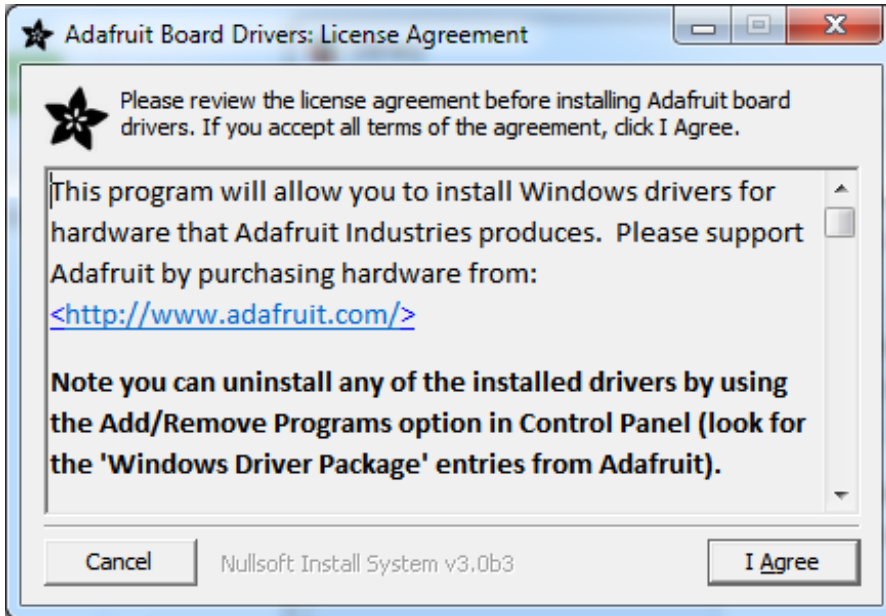 Adafruit Board Drivers: License Agreement
Please review the license agreement before installing Adafruit board
drivers. If you accept all terms of the agreement, click I Agree.
This program will allow you to install Windows drivers for
hardware that Adafruit Industries produces.  Please support
Adafruit by purchasing hardware from:
<http://www.adafruit.com/>
Note you can uninstall any of the installed drivers by using
the Add/Remove Programs option in Control Panel (look for
the 'Windows Driver Package' entries from Adafruit).
Cancel Nullsoft Install System v3.0b3 I Agree